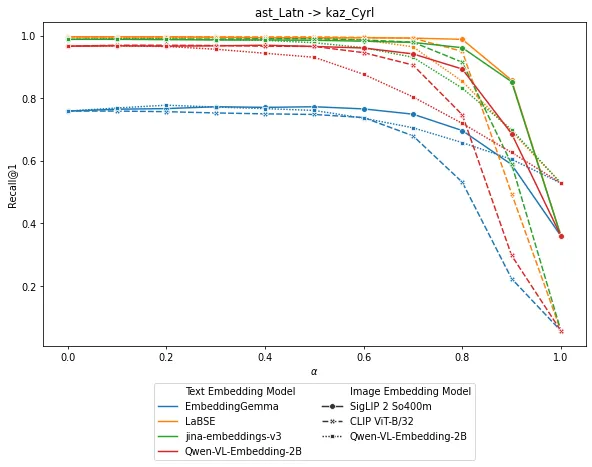 ast_Latn -> kaz_Cyrl
Recall@1
1.0
0.8
0.6
0.4
0.2
0.0 0.2 0.4 0.6 0.8 1.0
α
Text Embedding Model Image Embedding Model
EmbeddingGemma SigLIP 2 So400m
LaBSE CLIP ViT-B/32
jina-embeddings-v3 Qwen-VL-Embedding-2B
Qwen-VL-Embedding-2B